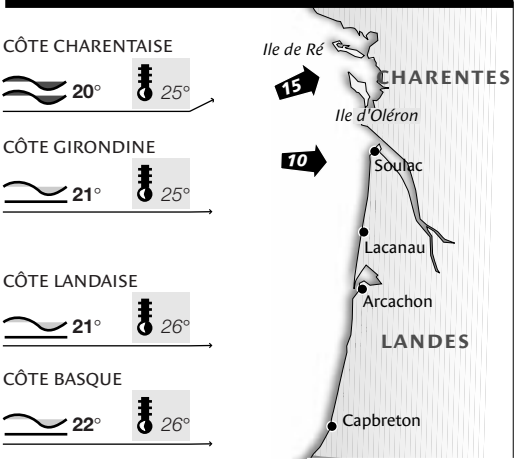 CÔTE CHARENTAISE
20° 25°
CÔTE GIRONDINE
21° 25°
CÔTE LANDAISE
21° 26°
CÔTE BASQUE
22° 26°
Ile de Ré
15
CHARENTES
Ile d'Oléron
10
Soulac
Lacanau
Arcachon
LANDES
Capbreton